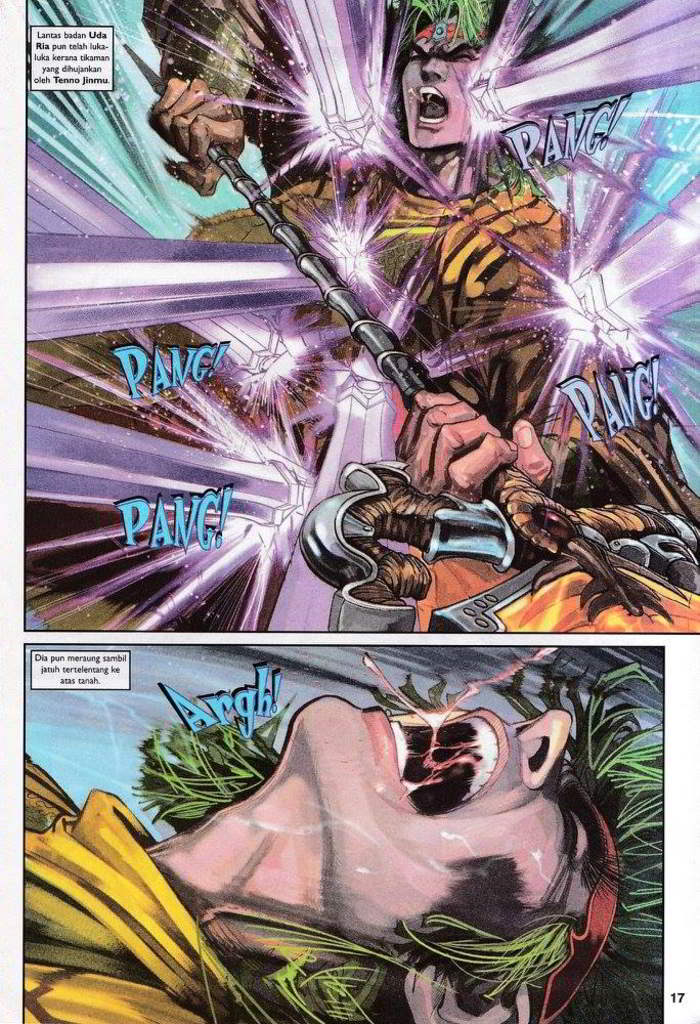 Lantas badan Uda
Ria pun telah luka-
luka kerana tikaman
yang dihujankan
oleh Tenno Jinmu.
PANG!
PANG!
PANG!
PANG!
Dia pun meraung sambil
jatuh tertelentang ke
atas tanah.
Argh!
17